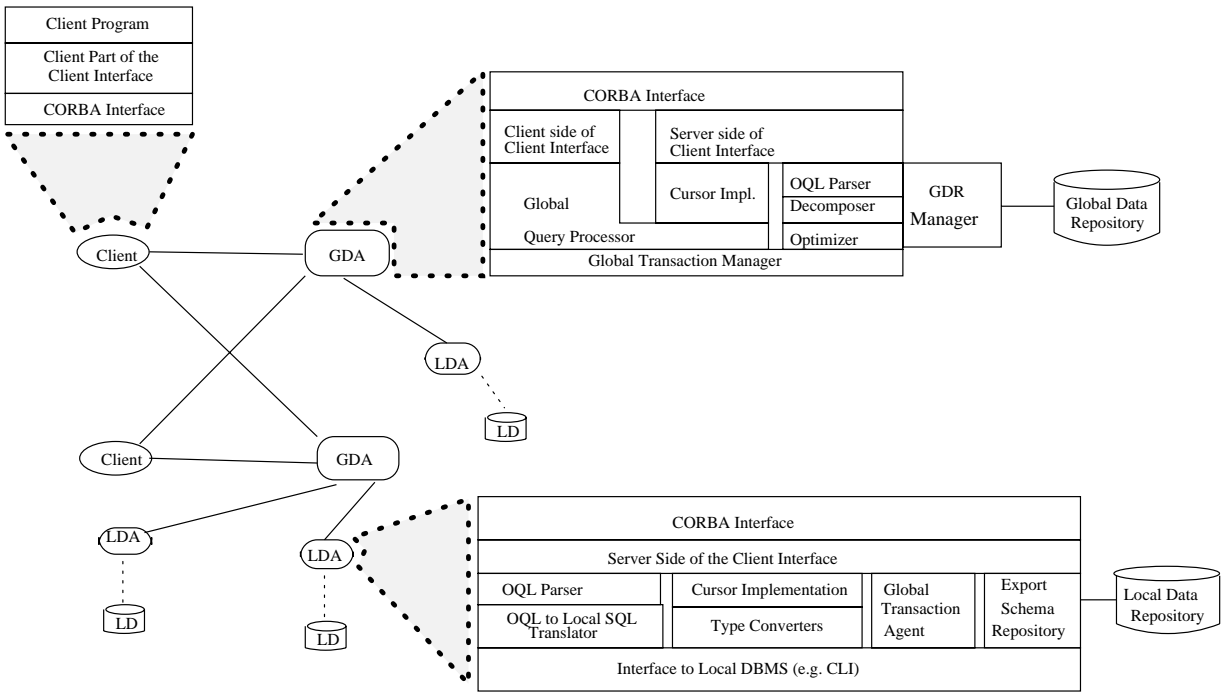 Client Program
Client Part of the
Client Interface
CORBA Interface
CORBA Interface
Client side of
Client Interface
Server side of
Client Interface
Global
Query Processor
Cursor Impl.
OQL Parser
Decomposer
Optimizer
GDR
Manager
Global Transaction Manager
Global Data
Repository
Client
GDA
LDA
LD
Client
GDA
LDA
LD
LDA
LD
CORBA Interface
Server Side of the Client Interface
OQL Parser
OQL to Local SQL
Translator
Cursor Implementation
Type Converters
Global
Transaction
Agent
Export
Schema
Repository
Interface to Local DBMS (e.g. CLI)
Local Data
Repository